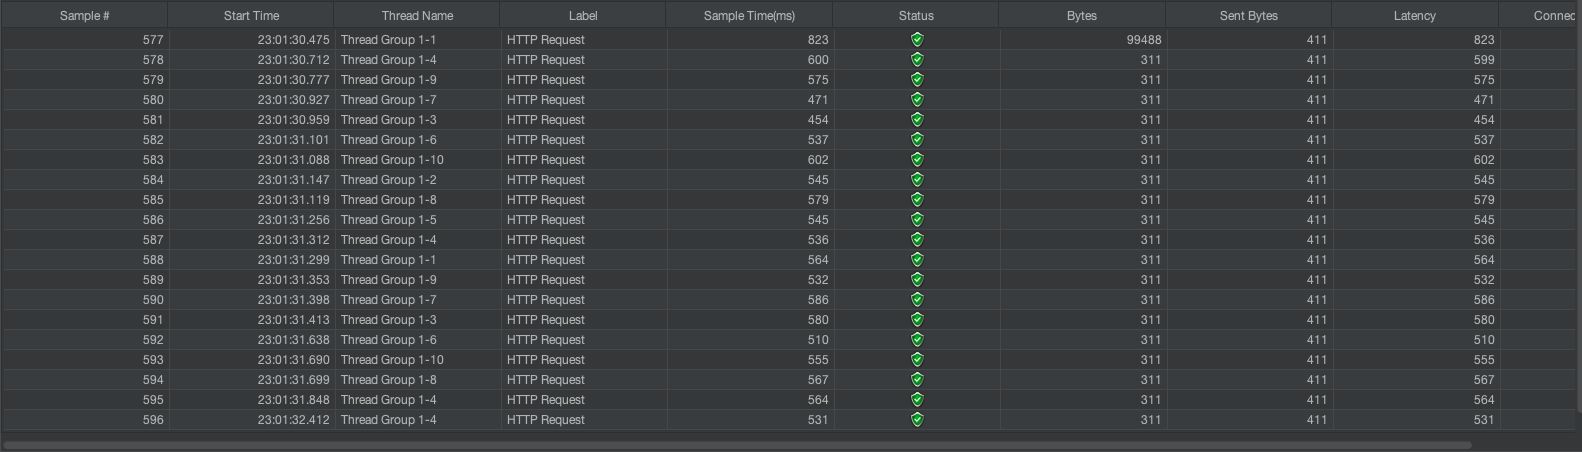 Sample # Start Time Thread Name Label Sample Time(ms) Status Bytes Sent Bytes Latency Connec
577 23:01:30.475 Thread Group 1-1 HTTP Request 823 99488 411 823
578 23:01:30.712 Thread Group 1-4 HTTP Request 600 311 411 599
579 23:01:30.777 Thread Group 1-9 HTTP Request 575 311 411 575
580 23:01:30.927 Thread Group 1-7 HTTP Request 471 311 411 471
581 23:01:30.959 Thread Group 1-3 HTTP Request 454 311 411 454
582 23:01:31.101 Thread Group 1-6 HTTP Request 537 311 411 537
583 23:01:31.088 Thread Group 1-10 HTTP Request 602 311 411 602
584 23:01:31.147 Thread Group 1-2 HTTP Request 545 311 411 545
585 23:01:31.119 Thread Group 1-8 HTTP Request 579 311 411 579
586 23:01:31.256 Thread Group 1-5 HTTP Request 545 311 411 545
587 23:01:31.312 Thread Group 1-4 HTTP Request 536 311 411 536
588 23:01:31.299 Thread Group 1-1 HTTP Request 564 311 411 564
589 23:01:31.353 Thread Group 1-9 HTTP Request 532 311 411 532
590 23:01:31.398 Thread Group 1-7 HTTP Request 586 311 411 586
591 23:01:31.413 Thread Group 1-3 HTTP Request 580 311 411 580
592 23:01:31.638 Thread Group 1-6 HTTP Request 510 311 411 510
593 23:01:31.690 Thread Group 1-10 HTTP Request 555 311 411 555
594 23:01:31.699 Thread Group 1-8 HTTP Request 567 311 411 567
595 23:01:31.848 Thread Group 1-4 HTTP Request 564 311 411 564
596 23:01:32.412 Thread Group 1-4 HTTP Request 531 311 411 531